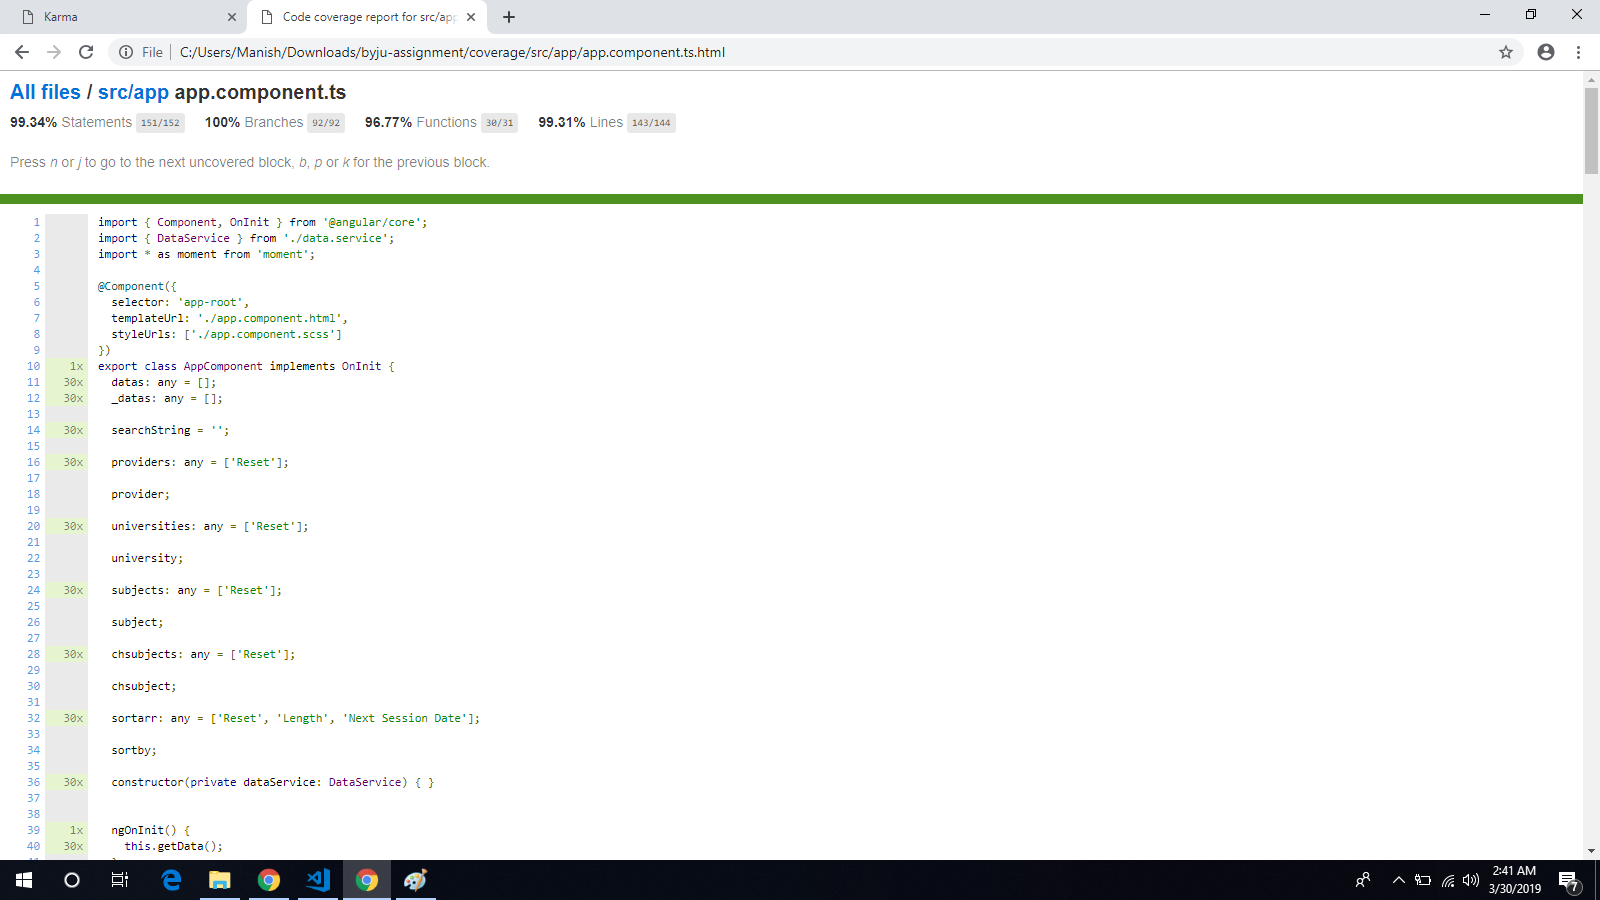 Karma
Code coverage report for src/app
File
C:/Users/Manish/Downloads/byju-assignment/coverage/src/app/app.component.ts.html
All files / src/app app.component.ts
99.34% Statements 151/152 100% Branches 92/92 96.77% Functions 30/31 99.31% Lines 143/144
Press n or j to go to the next uncovered block, b, p or k for the previous block.
1 import { Component, OnInit } from '@angular/core';
2 import { DataService } from './data.service';
3 import * as moment from 'moment';
4
5 @Component({
6 selector: 'app-root',
7 templateUrl: './app.component.html',
8 styleUrls: ['./app.component.scss']
9 })
10 1x export class AppComponent implements OnInit {
11 30x datas: any = [];
12 30x _datas: any = [];
13
14 30x searchString = '';
15
16 30x providers: any = ['Reset'];
17
18 provider;
19
20 30x universities: any = ['Reset'];
21
22 university;
23
24 30x subjects: any = ['Reset'];
25
26 subject;
27
28 30x chsubjects: any = ['Reset'];
29
30 chsubject;
31
32 30x sortarr: any = ['Reset', 'Length', 'Next Session Date'];
33
34 sortby;
35
36 30x constructor(private dataService: DataService) { }
37
38
39 1x ngOnInit() {
40 30x this.getData();
2:41 AM
3/30/2019
7